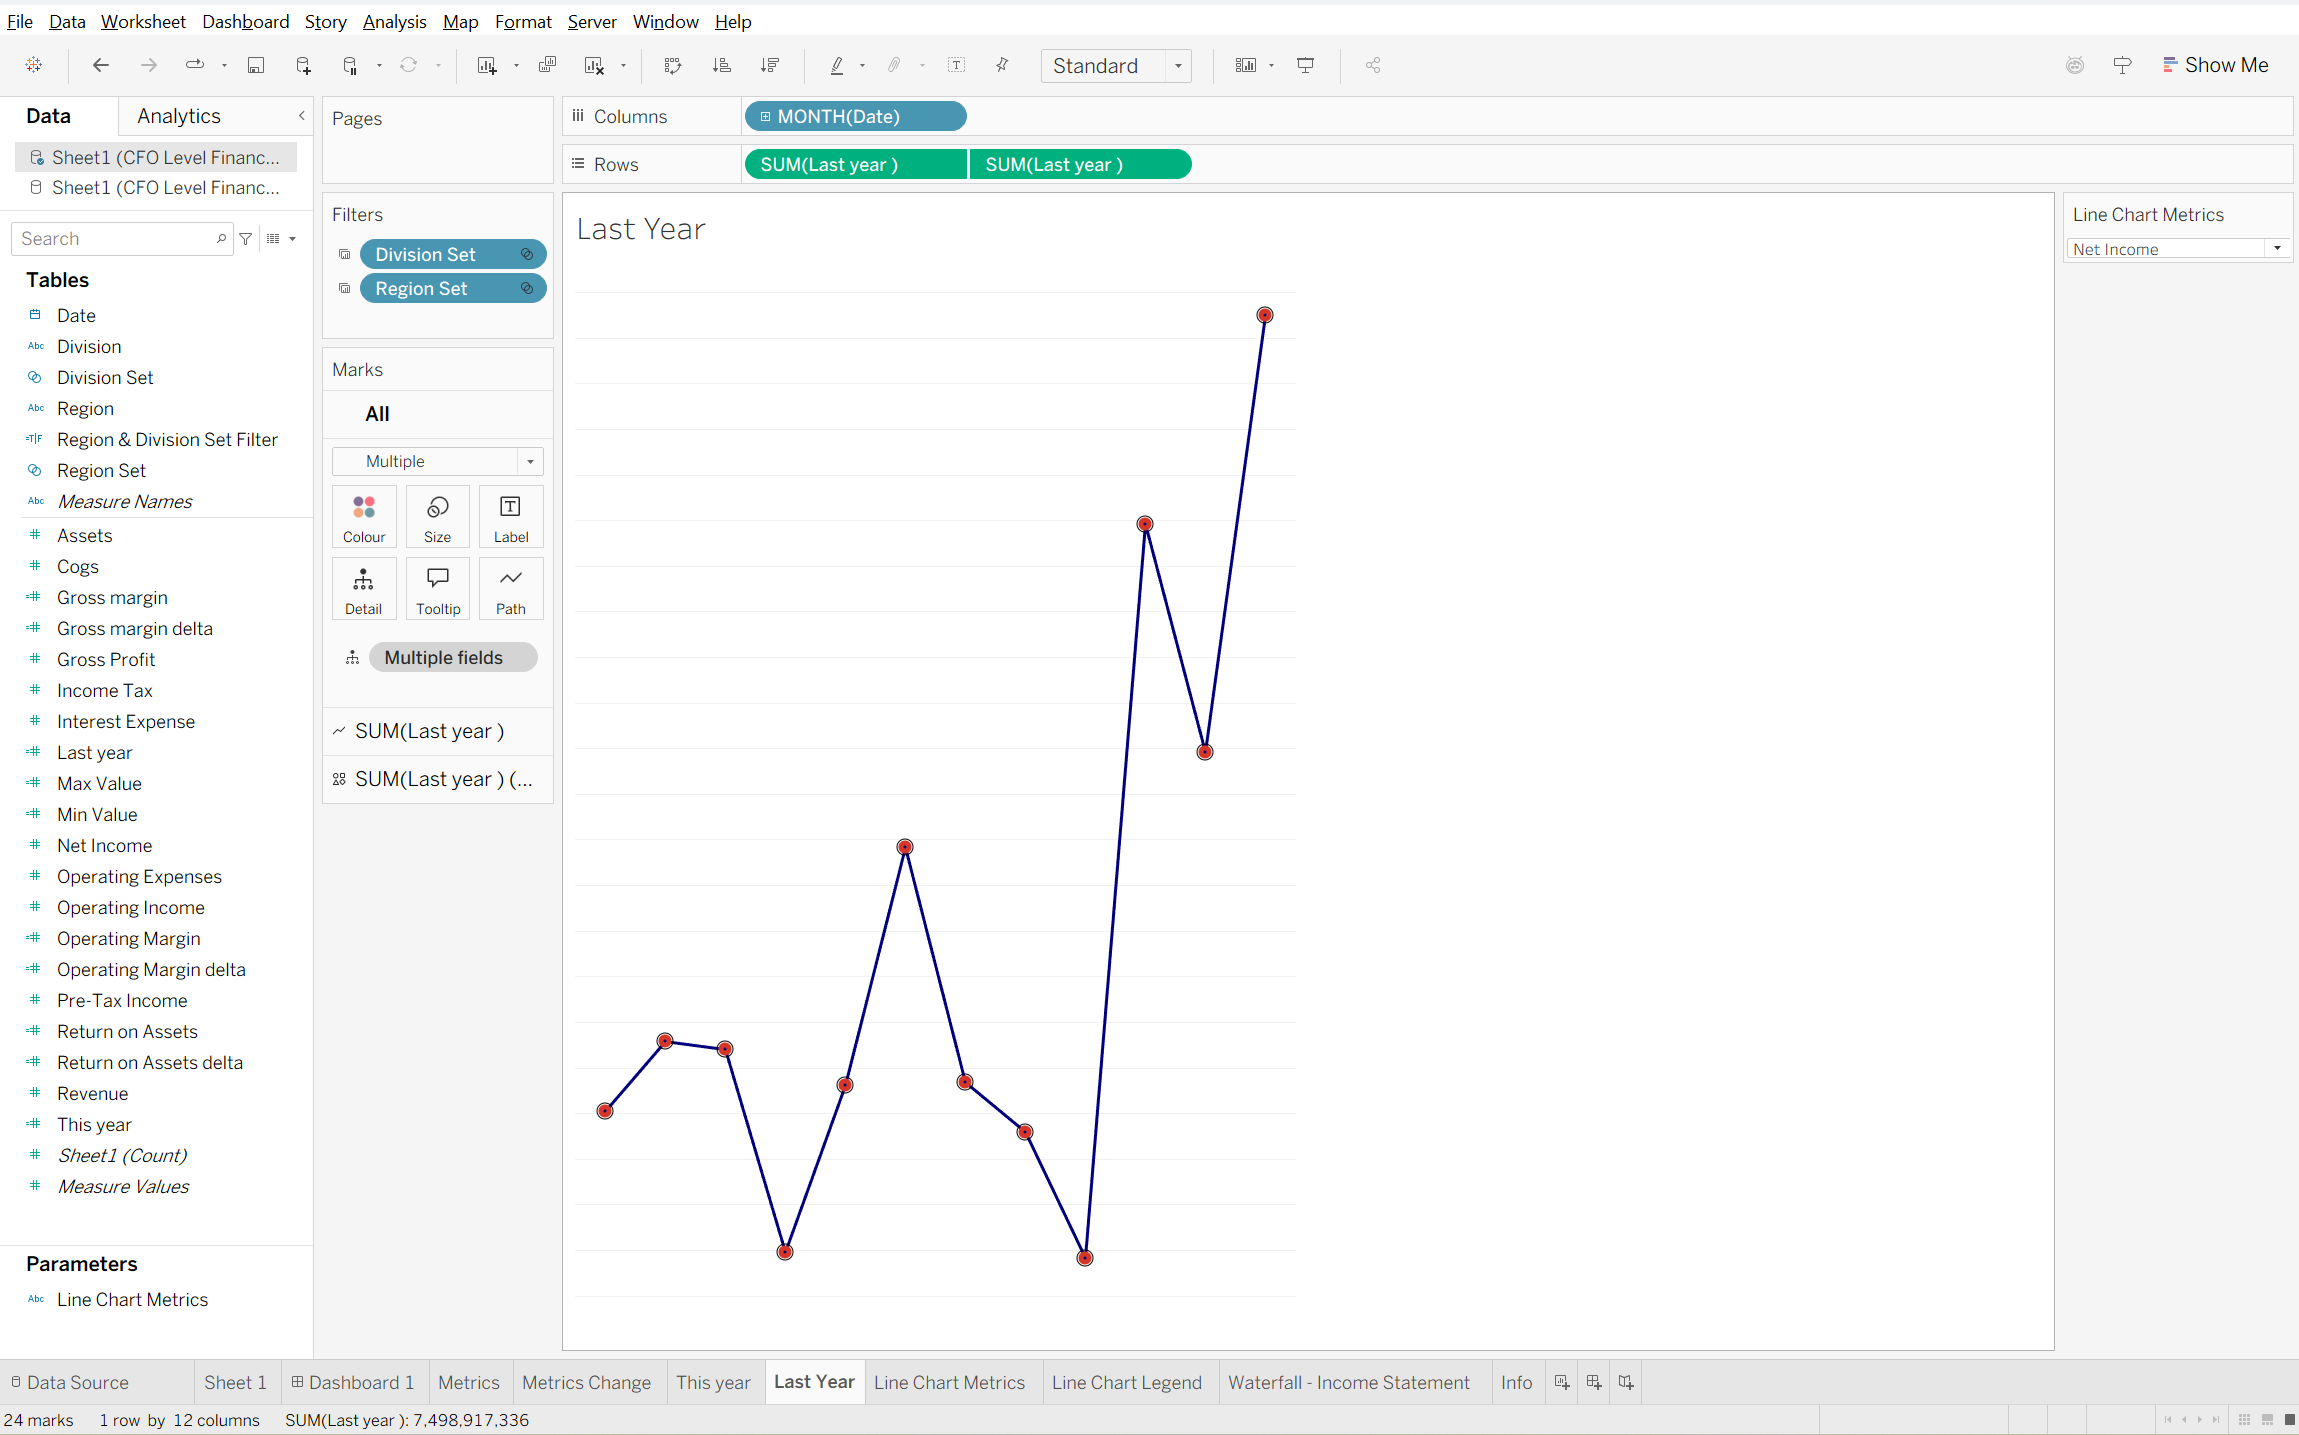 File Data Worksheet Dashboard Story Analysis Map Format Server Window Help
Standard
Show Me
Data Analytics
Sheet1 (CFO Level Financ...
Sheet1 (CFO Level Financ...
Search
Tables
Date
Abc Division
Division Set
Abc Region
=T|F Region & Division Set Filter
Region Set
Abc Measure Names
# Assets
# Cogs
=# Gross margin
=# Gross margin delta
# Gross Profit
# Income Tax
# Interest Expense
=# Last year
=# Max Value
=# Min Value
# Net Income
# Operating Expenses
# Operating Income
=# Operating Margin
=# Operating Margin delta
# Pre-Tax Income
=# Return on Assets
=# Return on Assets delta
# Revenue
=# This year
# Sheet1 (Count)
# Measure Values
Parameters
Abc Line Chart Metrics
Pages
Filters
Division Set
Region Set
Marks
All
Multiple
Colour Size Label
Detail Tooltip Path
Multiple fields
SUM(Last year )
SUM(Last year ) (...
Columns MONTH(Date)
Rows SUM(Last year ) SUM(Last year )
Last Year
Line Chart Metrics
Net Income
Data Source Sheet 1 Dashboard 1 Metrics Metrics Change This year Last Year Line Chart Metrics Line Chart Legend Waterfall - Income Statement Info
24 marks 1 row by 12 columns SUM(Last year ): 7,498,917,336